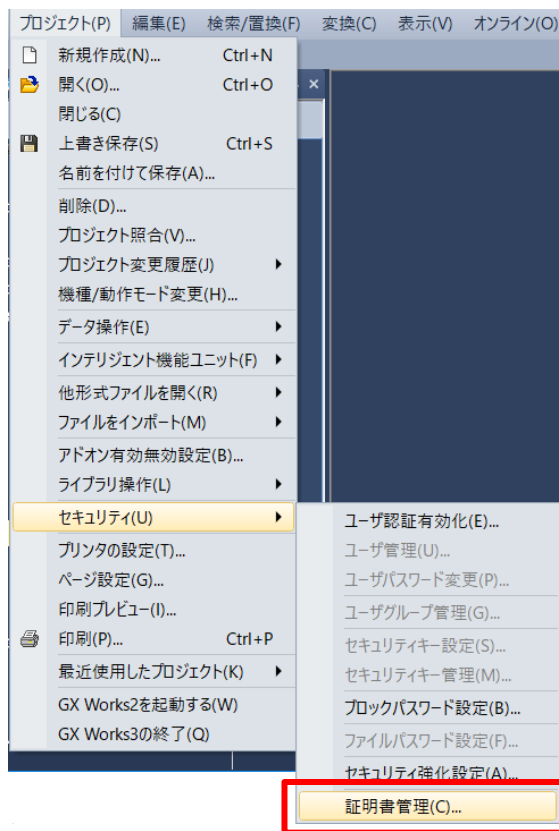 プロジェクト(P) 編集(E) 検索/置換(F) 変換(C) 表示(V) オンライン(O)
新規作成(N)... Ctrl+N
開く(O)... Ctrl+O
閉じる(C)
上書き保存(S) Ctrl+S
名前を付けて保存(A)...
削除(D)...
プロジェクト照合(V)...
プロジェクト変更履歴(J)
機種/動作モード変更(H)...
データ操作(E)
インテリジェント機能ユニット(F)
他形式ファイルを開く(R)
ファイルをインポート(M)
アドオン有効無効設定(B)...
ライブラリ操作(L)
セキュリティ(U)
プリンタの設定(T)...
ページ設定(G)...
印刷プレビュー(I)...
印刷(P)... Ctrl+P
最近使用したプロジェクト(K)
GX Works2を起動する(W)
GX Works3の終了(Q)
ユーザ認証有効化(E)...
ユーザ管理(U)...
ユーザパスワード変更(P)...
ユーザグループ管理(G)...
セキュリティキー設定(S)...
セキュリティキー管理(M)...
ブロックパスワード設定(B)...
ファイルパスワード設定(F)...
セキュリティ強化設定(A)...
証明書管理(C)...